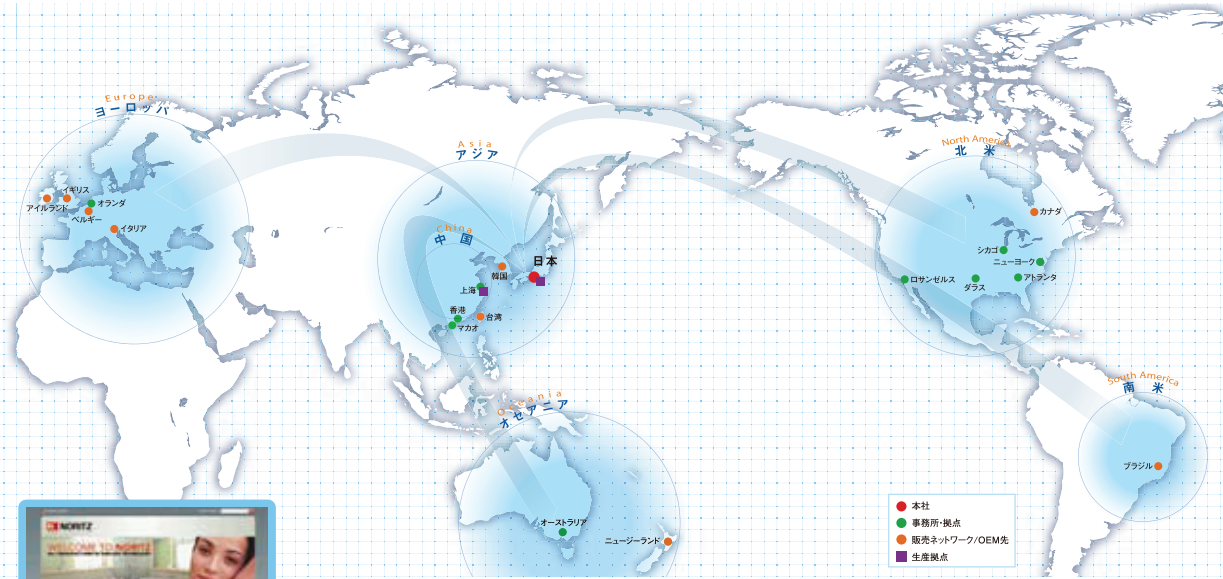 Europe
ヨーロッパ
イギリス
アイルランド
オランダ
ベルギー
イタリア
Asia
アジア
China
中国
日本
韓国
上海
香港
マカオ
台湾
North America
北米
カナダ
シカゴ
ニューヨーク
ロサンゼルス
ダラス
アトランタ
South America
南米
ブラジル
Oceania
オセアニア
オーストラリア
ニュージーランド
本社
事務所・拠点
販売ネットワーク/OEM先
生産拠点
NORITZ
WELCOME TO NORITZ